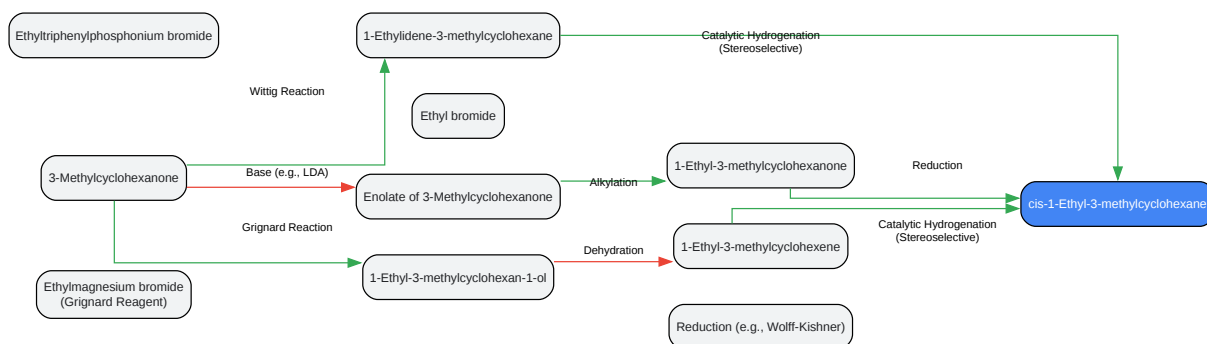 Ethyltriphenylphosphonium bromide
1-Ethylidene-3-methylcyclohexane
Catalytic Hydrogenation
(Stereoselective)
Wittig Reaction
Ethyl bromide
3-Methylcyclohexanone
Base (e.g., LDA)
Enolate of 3-Methylcyclohexanone
Alkylation
1-Ethyl-3-methylcyclohexanone
Reduction
cis-1-Ethyl-3-methylcyclohexane
Grignard Reaction
1-Ethyl-3-methylcyclohexan-1-ol
Dehydration
1-Ethyl-3-methylcyclohexene
Catalytic Hydrogenation
(Stereoselective)
Ethylmagnesium bromide
(Grignard Reagent)
Reduction (e.g., Wolff-Kishner)